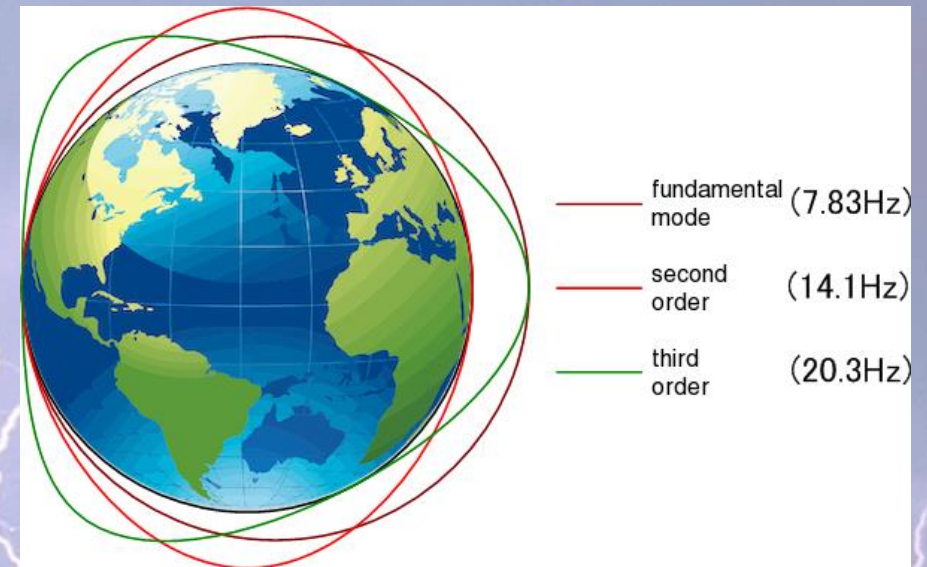 fundamental
mode (7.83Hz)
second
order (14.1Hz)
third
order (20.3Hz)